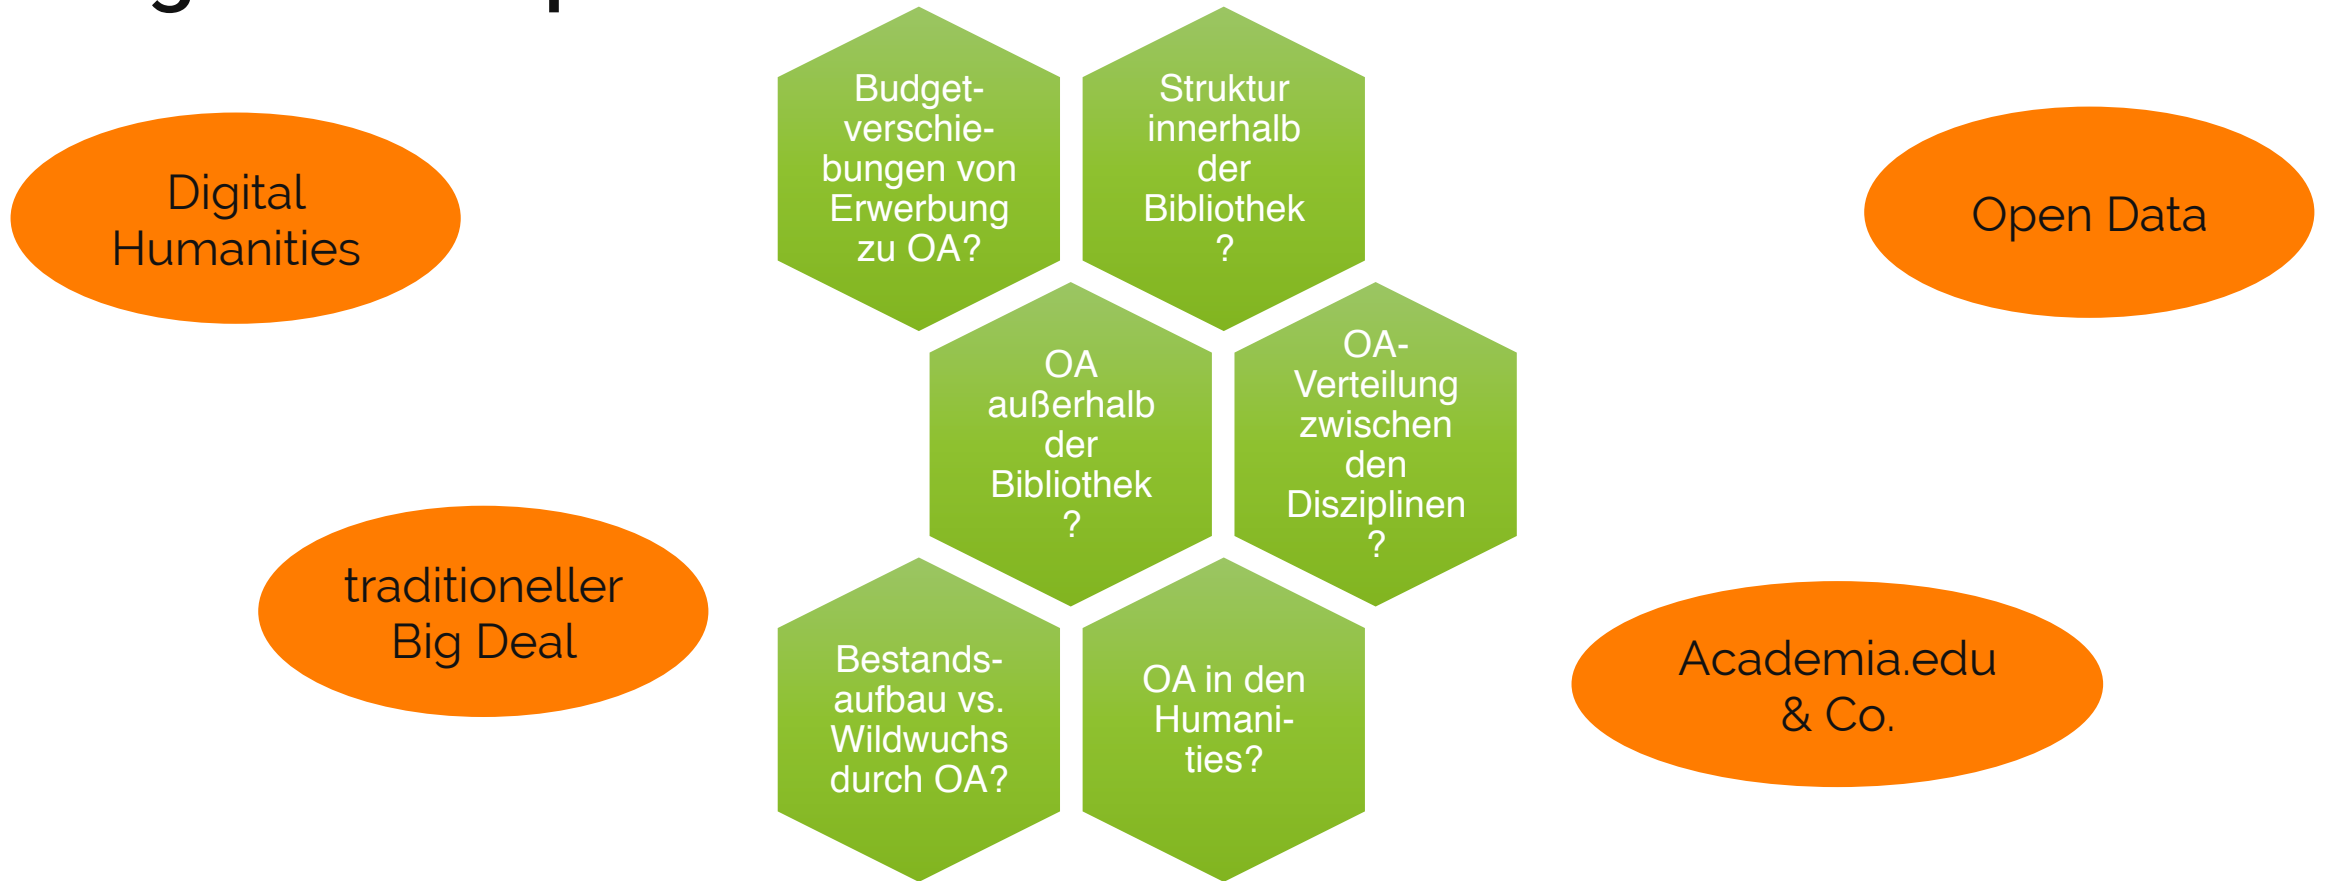 Budget-
verschie-
bungen von
Erwerbung
zu OA?
Struktur
innerhalb
der
Bibliothek
?
Digital
Humanities
Open Data
OA
außerhalb
der
Bibliothek
?
OA-
Verteilung
zwischen
den
Disziplinen
?
traditioneller
Big Deal
Academia.edu
& Co.
Bestands-
aufbau vs.
Wildwuchs
durch OA?
OA in den
Humani-
ties?